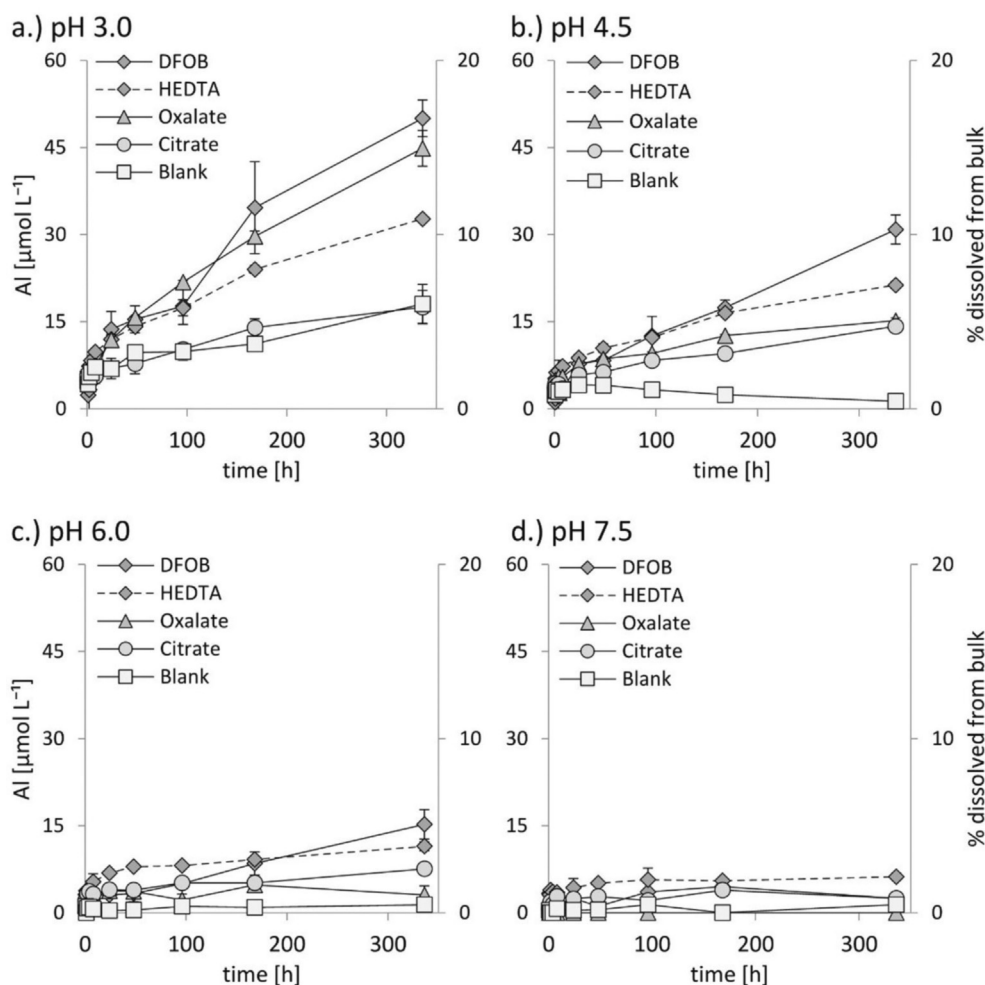 a.) pH 3.0
60
45
30
15
0
Al [µmol L⁻¹]
DFOB
HEDTA
Oxalate
Citrate
Blank
20
10
0
0 100 200 300
time [h]
b.) pH 4.5
60
45
30
15
0
DFOB
HEDTA
Oxalate
Citrate
Blank
20
10
0
% dissolved from bulk
0 100 200 300
time [h]
c.) pH 6.0
60
45
30
15
0
Al [µmol L⁻¹]
DFOB
HEDTA
Oxalate
Citrate
Blank
20
10
0
0 100 200 300
time [h]
d.) pH 7.5
60
45
30
15
0
DFOB
HEDTA
Oxalate
Citrate
Blank
20
10
0
% dissolved from bulk
0 100 200 300
time [h]